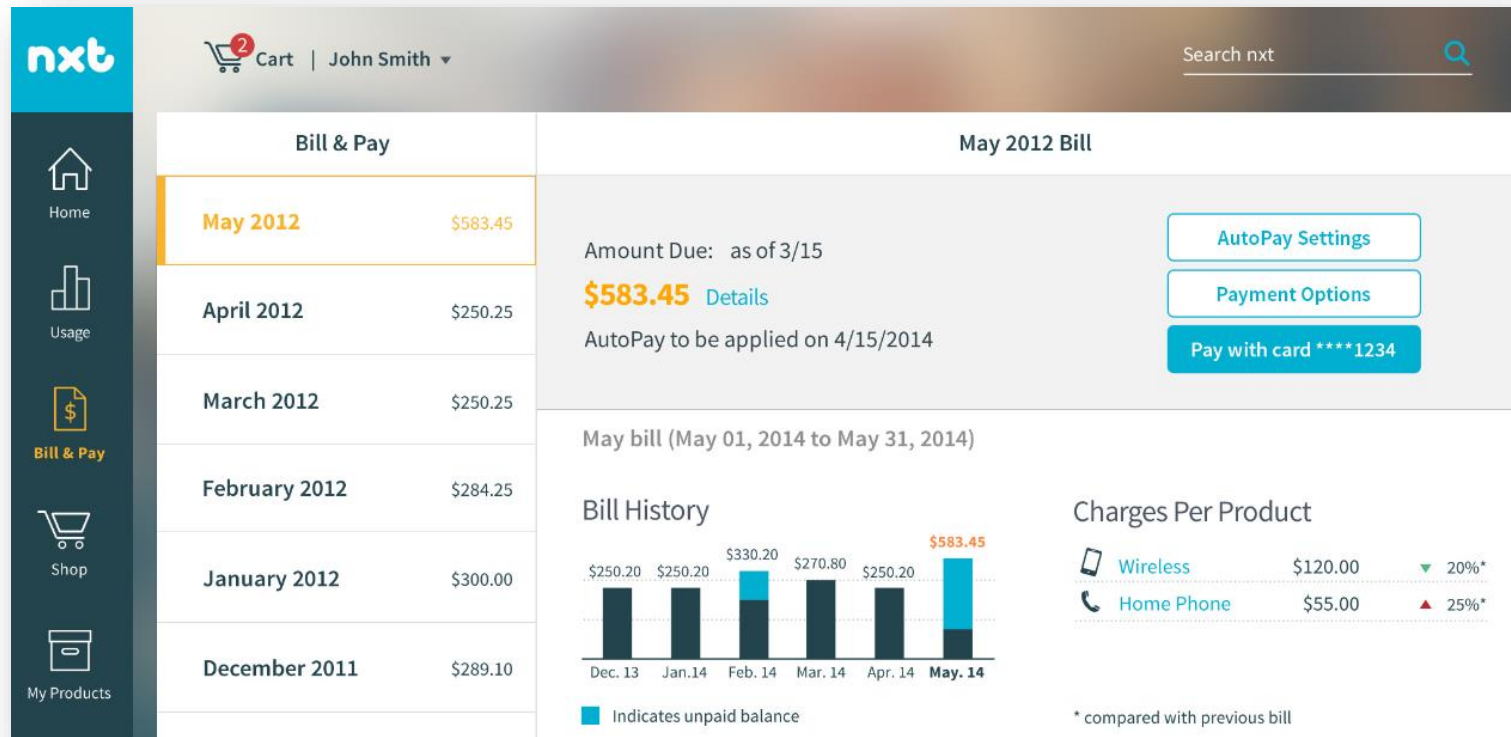 nxt
2
Cart | John Smith
Search nxt
Home
Usage
$
Bill & Pay
Shop
My Products
Bill & Pay
May 2012 $583.45
April 2012 $250.25
March 2012 $250.25
February 2012 $284.25
January 2012 $300.00
December 2011 $289.10
May 2012 Bill
Amount Due: as of 3/15
$583.45 Details
AutoPay to be applied on 4/15/2014
AutoPay Settings
Payment Options
Pay with card ****1234
May bill (May 01, 2014 to May 31, 2014)
Bill History
$250.20 $250.20 $330.20 $270.80 $250.20 $583.45
Dec. 13 Jan.14 Feb. 14 Mar. 14 Apr. 14 May. 14
Indicates unpaid balance
Charges Per Product
Wireless $120.00 ▼ 20%*
Home Phone $55.00 ▲ 25%*
* compared with previous bill